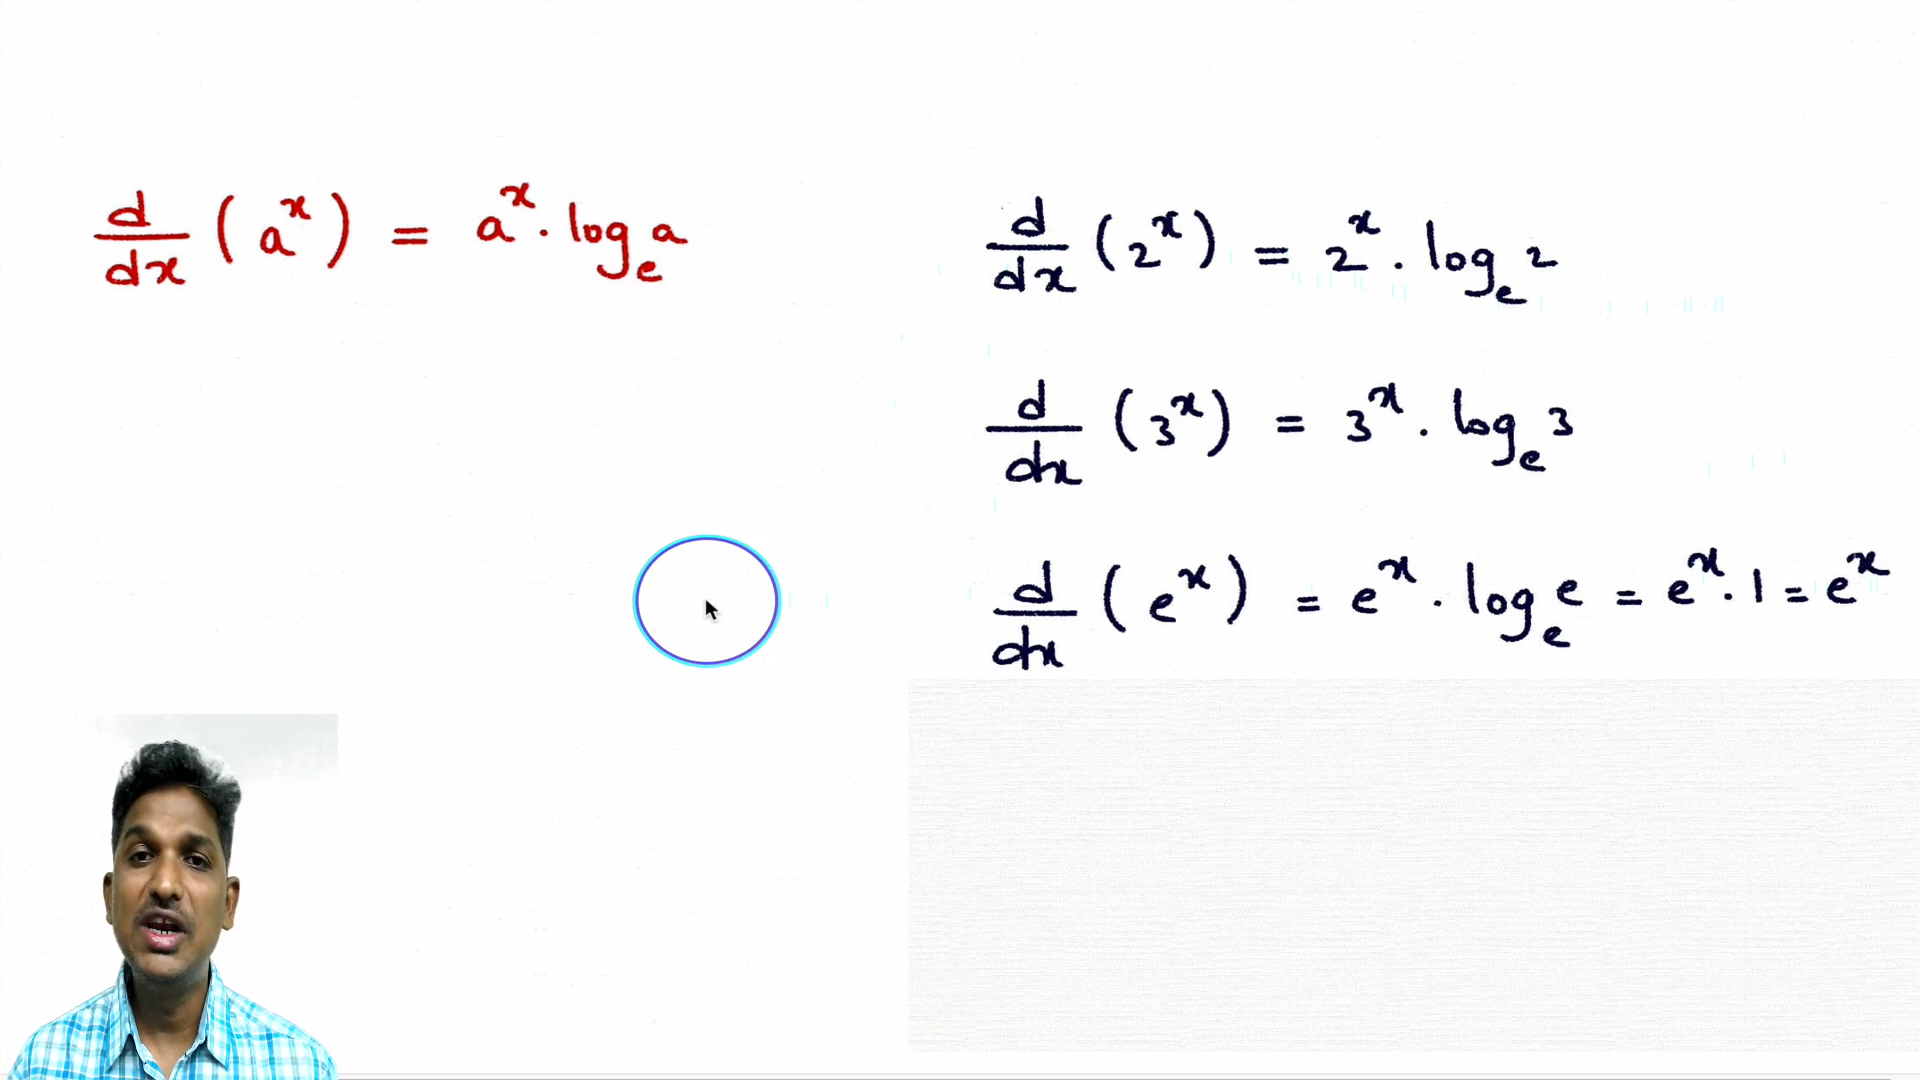 d/dx (a^x) = a^x . log_e a
d/dx (2^x) = 2^x . log_e 2
d/dx (3^x) = 3^x . log_e 3
d/dx (e^x) = e^x . log_e e = e^x . 1 = e^x